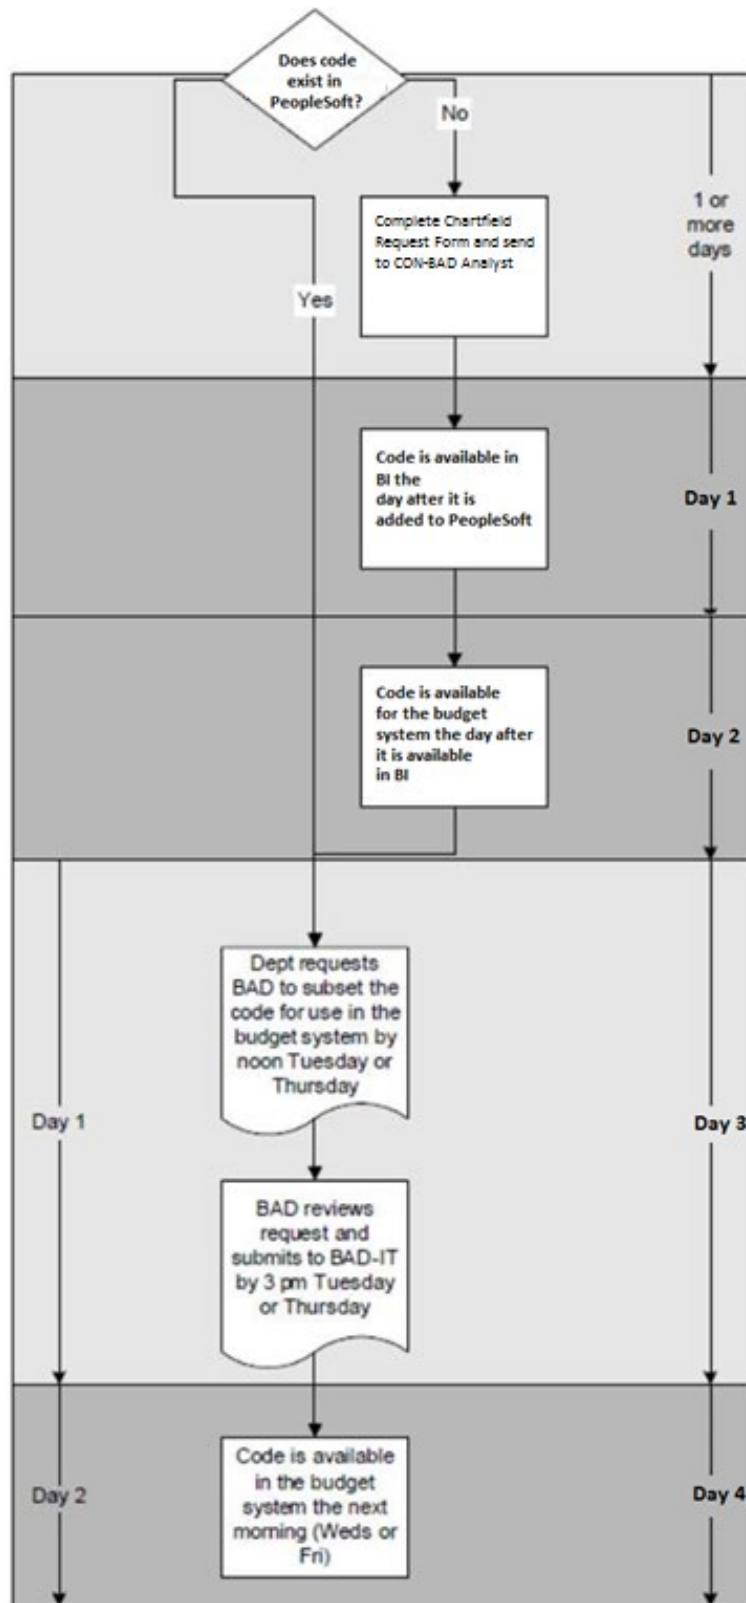 Does code
exist in
PeopleSoft?
No
1 or
more
days
Complete Chartfield
Request Form and send
to CON-BAD Analyst
Yes
Code is available in
BI the
day after it is
added to PeopleSoft
Day 1
Code is available
for the budget
system the day after
it is available
in BI
Day 2
Dept requests
BAD to subset the
code for use in the
budget system by
noon Tuesday or
Thursday
Day 1
Day 3
BAD reviews
request and
submits to BAD-IT
by 3 pm Tuesday
or Thursday
Code is available
in the budget
system the next
morning (Weds or
Fri)
Day 2
Day 4